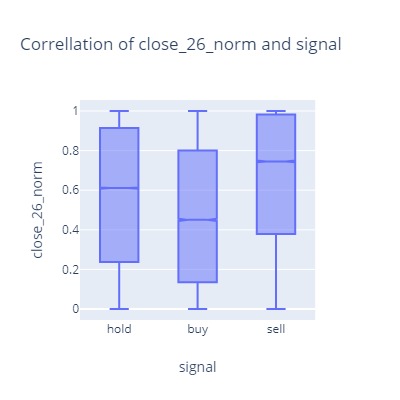 Correllation of close_26_norm and signal
1
0.8
0.6
0.4
0.2
0
close_26_norm
hold buy sell
signal